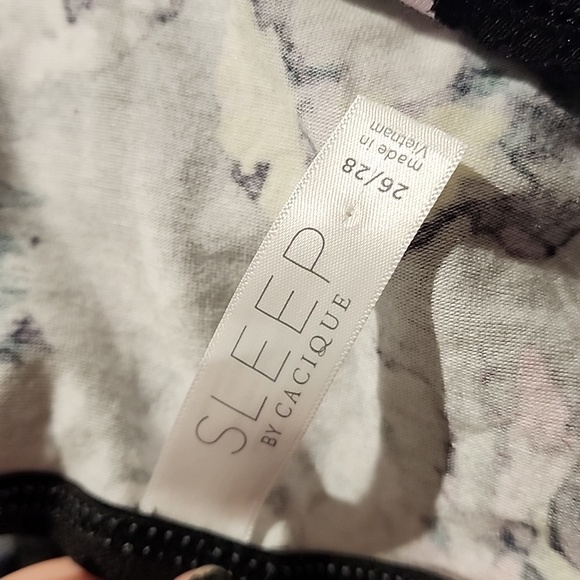 SLEEP
BY CACIQUE
26/28
made in
Vietnam